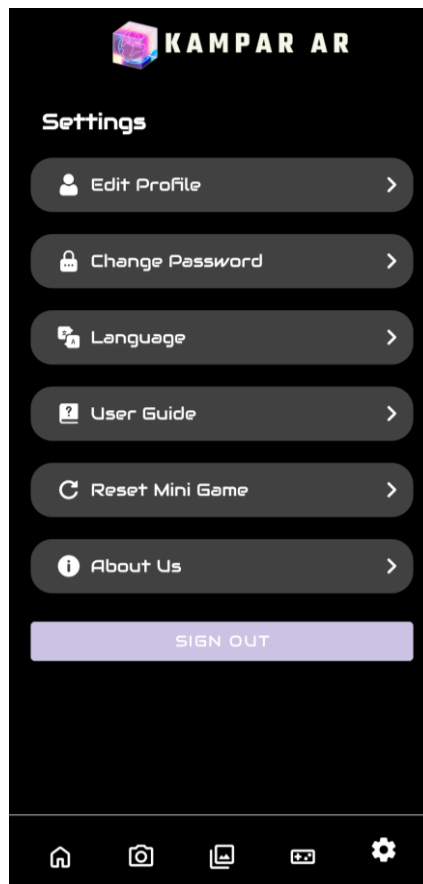 KAMPAR AR
Settings
Edit Profile
Change Password
Language
User Guide
Reset Mini Game
About Us
SIGN OUT